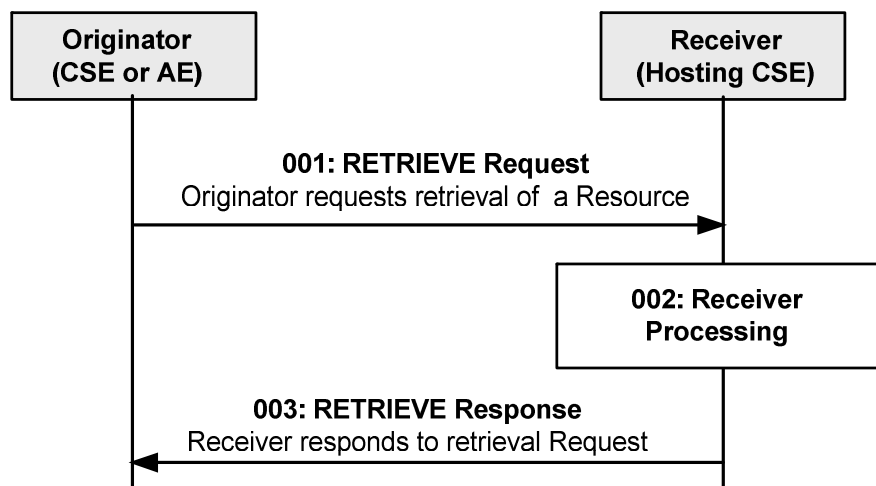 Originator
(CSE or AE)
Receiver
(Hosting CSE)
001: RETRIEVE Request
Originator requests retrieval of a Resource
002: Receiver
Processing
003: RETRIEVE Response
Receiver responds to retrieval Request